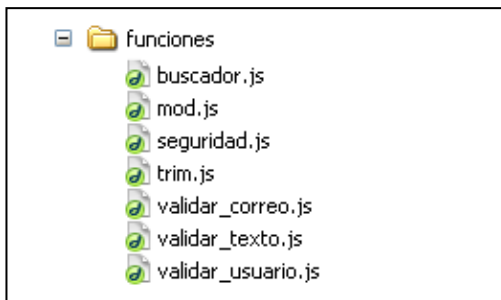 funciones
buscador.js
mod.js
seguridad.js
trim.js
validar_correo.js
validar_texto.js
validar_usuario.js